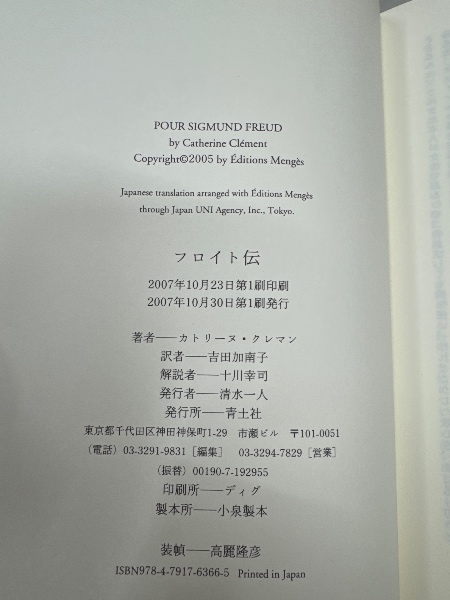 POUR SIGMUND FREUD
by Catherine Clément
Copyright©2005 by Éditions Mengès
Japanese translation arranged with Éditions Mengès
through Japan UNI Agency, Inc., Tokyo.
フロイト伝
2007年10月23日第1刷印刷
2007年10月30日第1刷発行
著者──カトリーヌ・クレマン
訳者──吉田加南子
解説者──十川幸司
発行者──清水一人
発行所──青土社
東京都千代田区神田神保町1-29 市瀬ビル 〒101-0051
(電話) 03-3291-9831［編集］ 03-3294-7829［営業］
(振替) 00190-7-192955
印刷所──ディグ
製本所──小泉製本
装幀──高麗隆彦
ISBN978-4-7917-6366-5 Printed in Japan